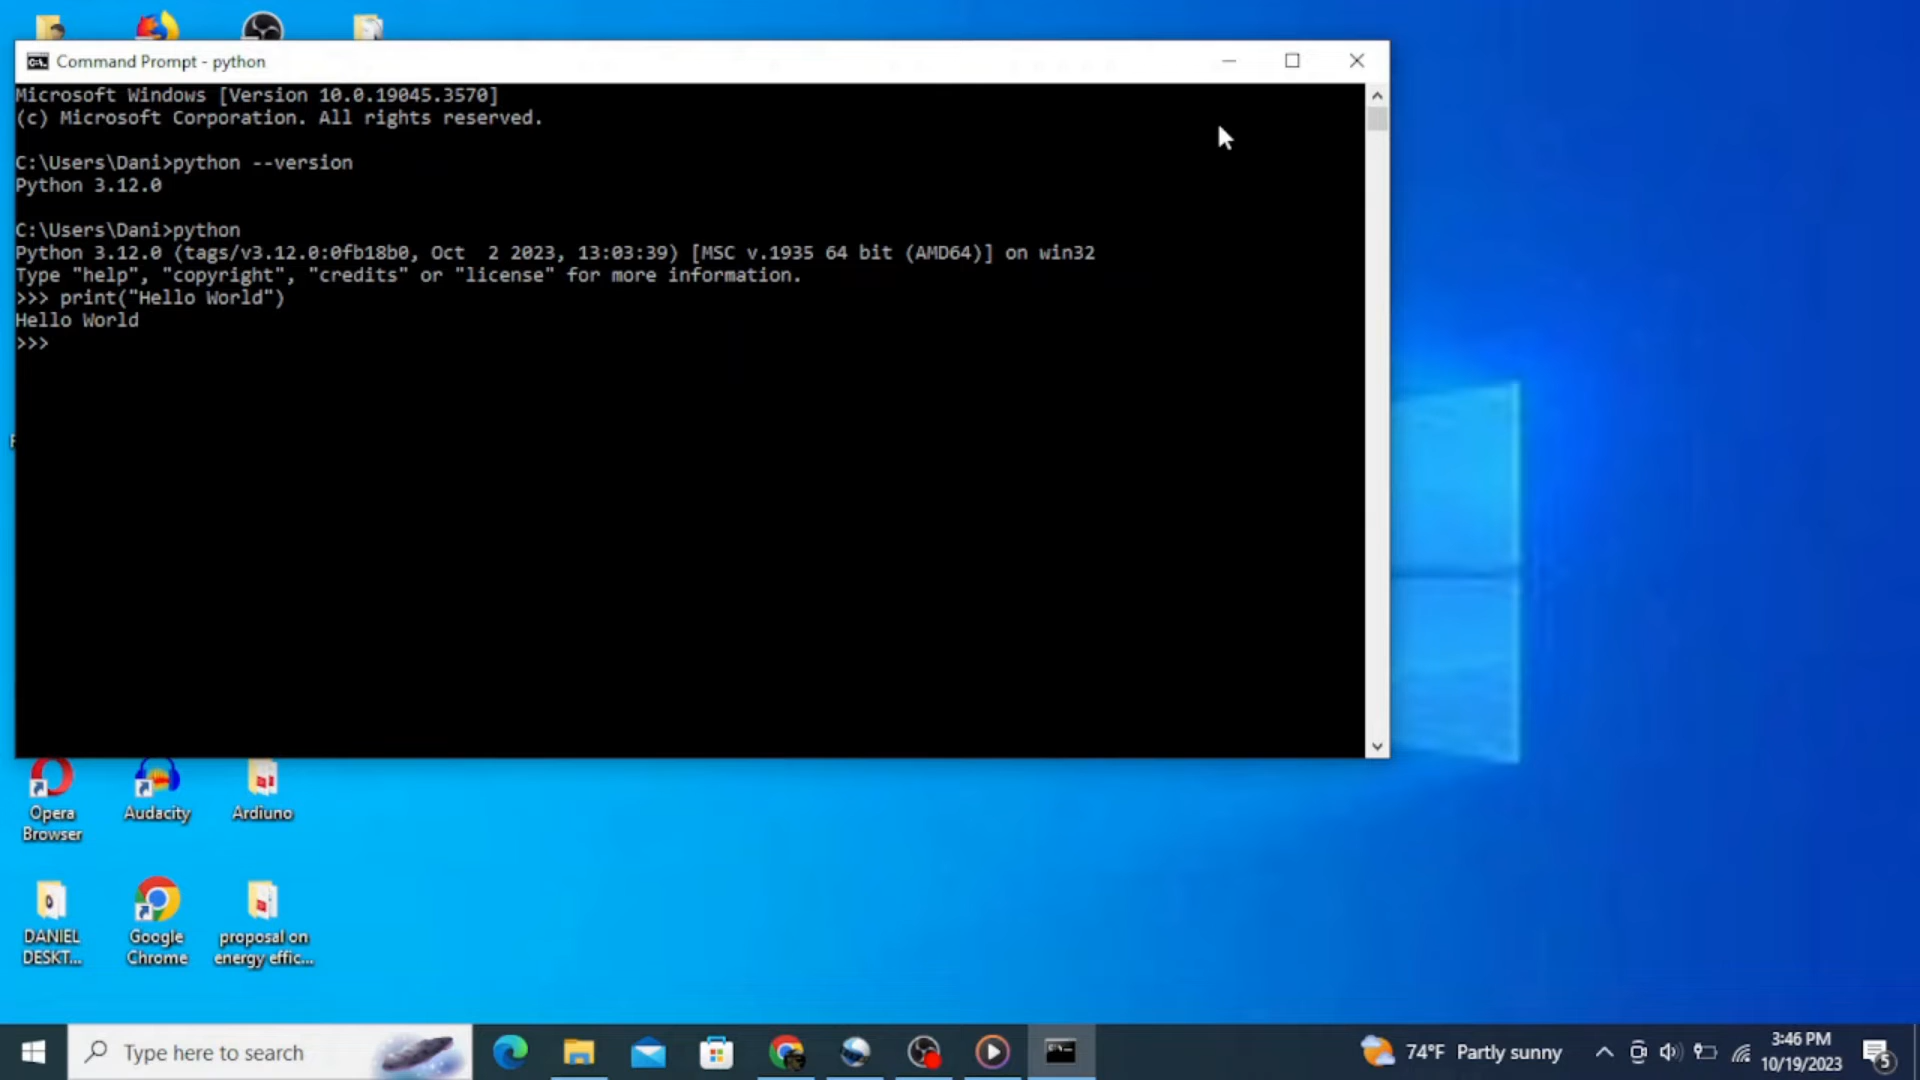 Command Prompt - python
Microsoft Windows [Version 10.0.19045.3570]
(c) Microsoft Corporation. All rights reserved.
C:\Users\Dani>python --version
Python 3.12.0
C:\Users\Dani>python
Python 3.12.0 (tags/v3.12.0:0fb18b0, Oct  2 2023, 13:03:39) [MSC v.1935 64 bit (AMD64)] on win32
Type "help", "copyright", "credits" or "license" for more information.
>>> print("Hello World")
Hello World
>>>
Opera
Browser
Audacity
Ardiuno
DANIEL
DESKT...
Google
Chrome
proposal on
energy effic...
Type here to search
74°F Partly sunny
3:46 PM
10/19/2023
5